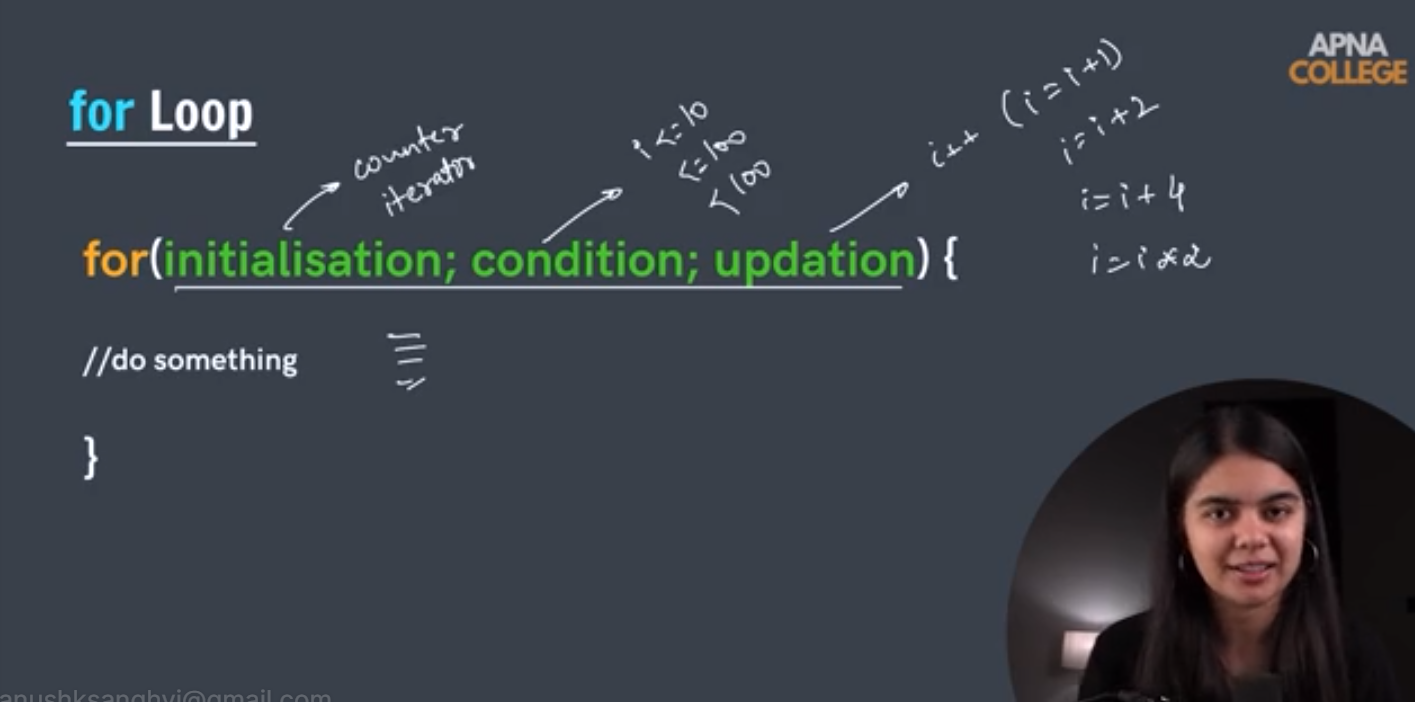 APNA
COLLEGE
for Loop
counter
iterator
i <= 10
<= 100
< 100
i++ (i = i+1)
i = i+2
i = i + 4
i = i * 2
for(initialisation; condition; updation) {
//do something
}
anushksanghvi@gmail.com